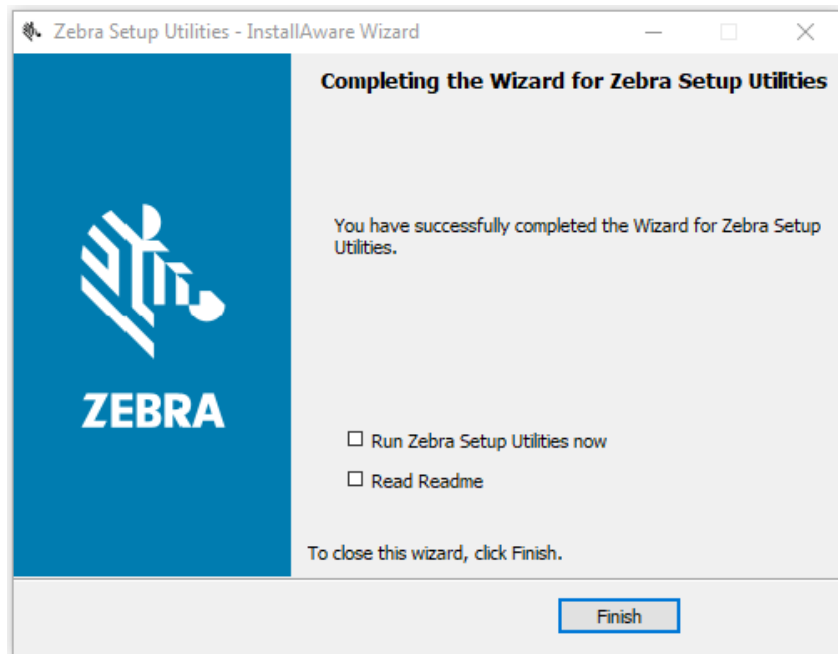 Zebra Setup Utilities - InstallAware Wizard
Completing the Wizard for Zebra Setup Utilities
You have successfully completed the Wizard for Zebra Setup
Utilities.
ZEBRA
Run Zebra Setup Utilities now
Read Readme
To close this wizard, click Finish.
Finish